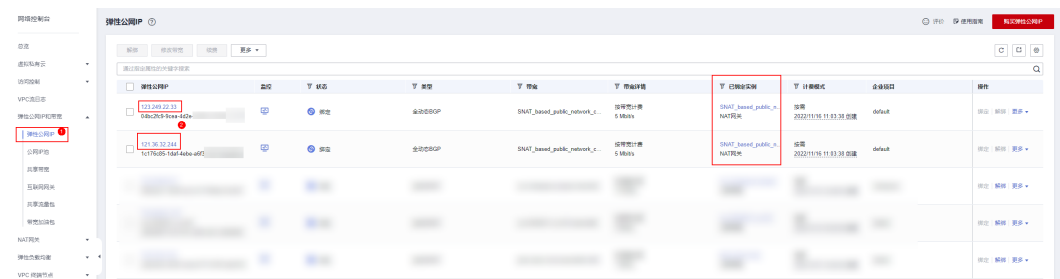 网络控制台
总览
虚拟私有云
访问控制
VPC流日志
弹性公网IP和带宽
弹性公网IP
1
公网IP池
共享带宽
互联网网关
共享流量包
带宽加油包
NAT网关
弹性负载均衡
VPC 终端节点
弹性公网IP
评价
使用指南
购买弹性公网IP
解绑
修改带宽
续费
更多
通过指定属性的关键字搜索
弹性公网IP 监控 状态 类型 带宽 带宽详情 已绑定实例 计费模式 企业项目 操作
123.249.22.33
04bc2fc9-9cea-4d2e-
绑定 全动态BGP SNAT_based_public_network_c...
按带宽计费
5 Mbit/s
SNAT_based_public_n...
NAT网关
按需
2022/11/16 11:03:38 创建
default
绑定 解绑 更多
2
121.36.32.244
绑定 全动态BGP SNAT_based_public_network_c...
按带宽计费
5 Mbit/s
SNAT_based_public_n...
NAT网关
按需
2022/11/16 11:03:38 创建
default
绑定 解绑 更多
绑定 解绑 更多
绑定 解绑 更多
绑定 解绑 更多